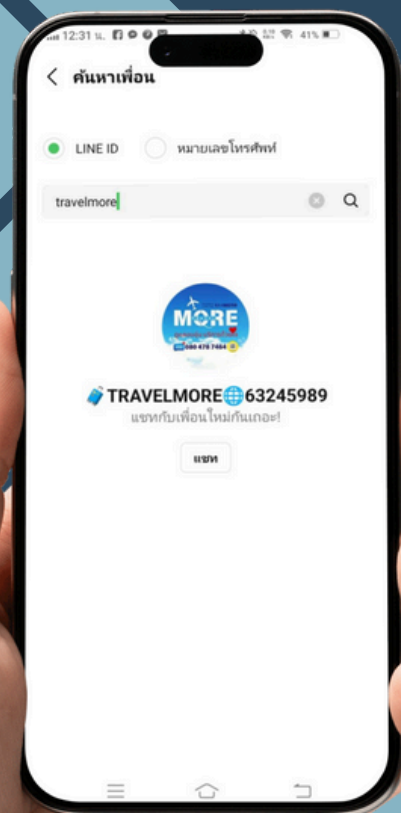 12:31 น.
41%
ค้นหาเพื่อน
LINE ID
หมายเลขโทรศัพท์
travelmore
MORE
🧳TRAVELMORE🌐63245989
แชทกับเพื่อนใหม่กันเถอะ!
แชท